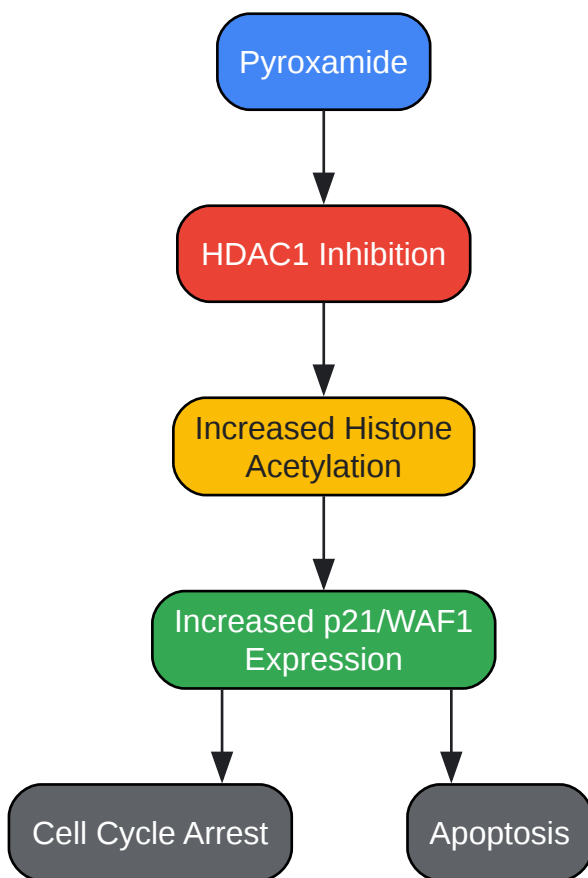 Pyroxamide
HDAC1 Inhibition
Increased Histone
Acetylation
Increased p21/WAF1
Expression
Cell Cycle Arrest
Apoptosis